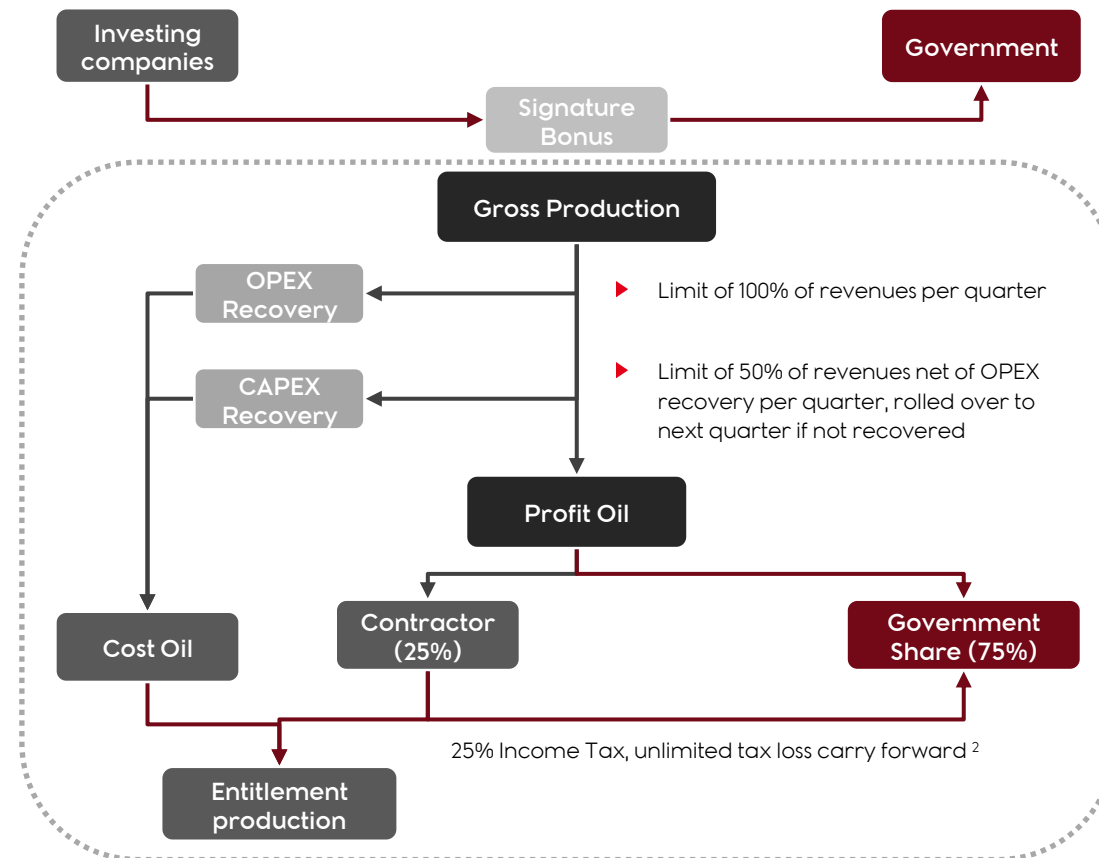 Investing
companies
Government
Signature
Bonus
Gross Production
OPEX
Recovery
Limit of 100% of revenues per quarter
CAPEX
Recovery
Limit of 50% of revenues net of OPEX
recovery per quarter, rolled over to
next quarter if not recovered
Profit Oil
Cost Oil
Contractor
(25%)
Government
Share (75%)
25% Income Tax, unlimited tax loss carry forward 2
Entitlement
production